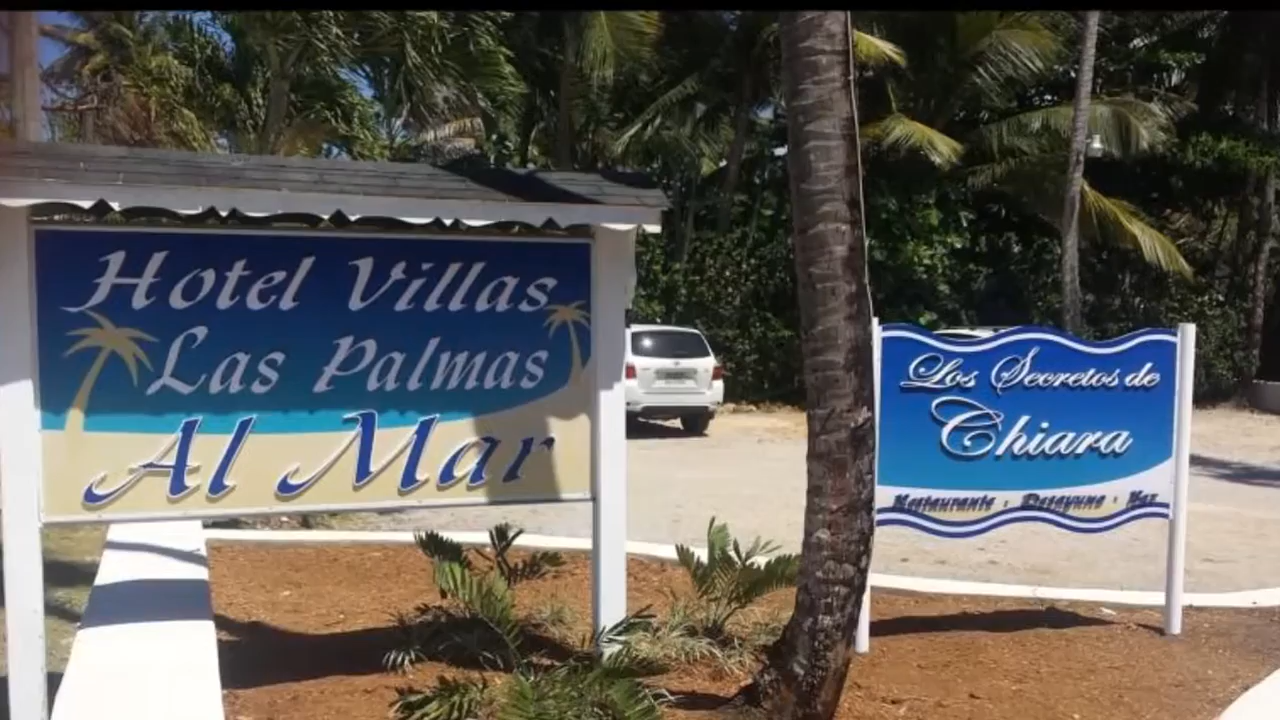 Hotel Villas
Las Palmas
Al Mar
Los Secretos de
Chiara
Restaurante · Desayuno · Bar